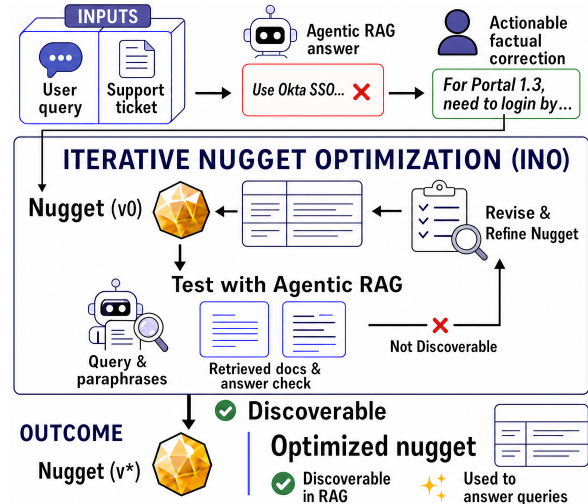 INPUTS
User
query
Support
ticket
Agentic RAG
answer
Use Okta SSO...
Actionable
factual
correction
For Portal 1.3,
need to login by...
ITERATIVE NUGGET OPTIMIZATION (INO)
Nugget (v0)
Revise &
Refine Nugget
Test with Agentic RAG
Query &
paraphrases
Retrieved docs &
answer check
Not Discoverable
Discoverable
OUTCOME
Nugget (v*)
Optimized nugget
Discoverable
in RAG
Used to
answer queries